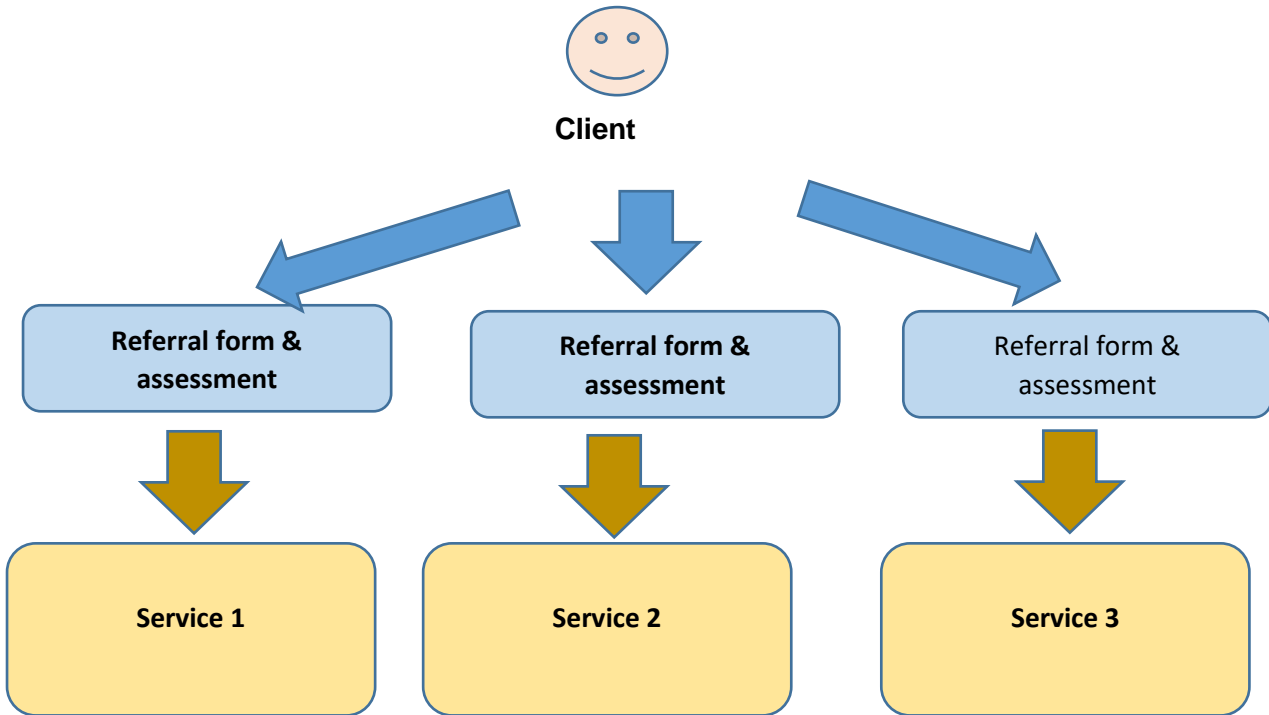 Client
Referral form &
assessment
Referral form &
assessment
Referral form &
assessment
Service 1
Service 2
Service 3